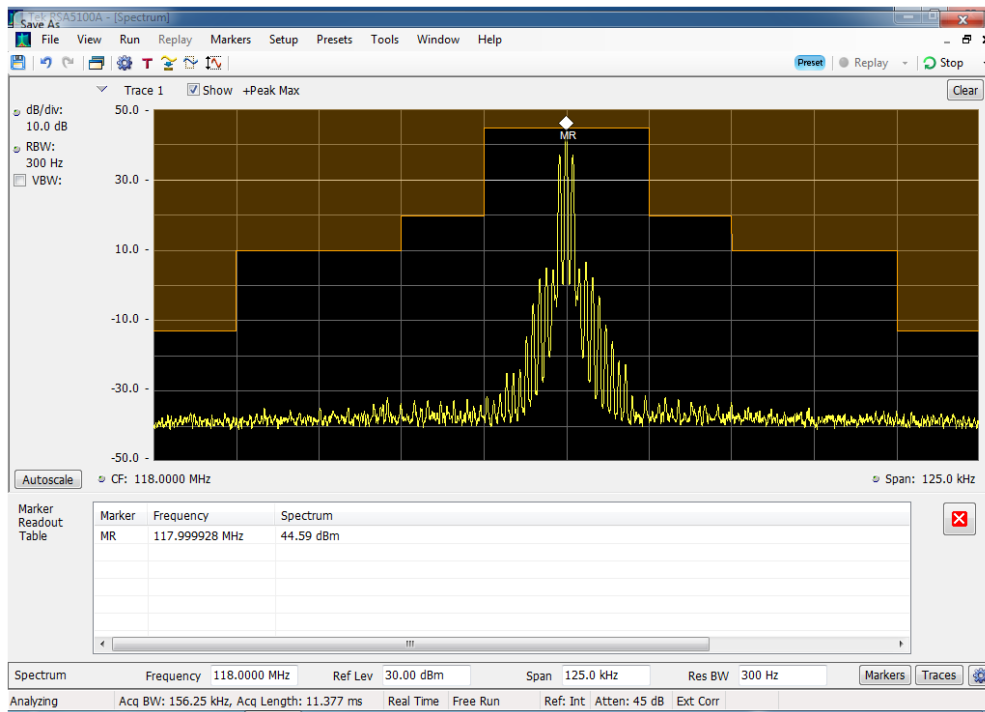 Tek RSA5100A - [Spectrum]
Save As
File View Run Replay Markers Setup Presets Tools Window Help
T Preset Replay Stop
Trace 1 Show +Peak Max Clear
dB/div:
10.0 dB
RBW:
300 Hz
VBW:
50.0 -
30.0 -
10.0 -
-10.0 -
-30.0 -
-50.0 -
MR
Autoscale CF: 118.0000 MHz Span: 125.0 kHz
Marker
Readout
Table
Marker Frequency Spectrum
MR 117.999928 MHz 44.59 dBm
Spectrum Frequency 118.0000 MHz Ref Lev 30.00 dBm Span 125.0 kHz Res BW 300 Hz Markers Traces
Analyzing Acq BW: 156.25 kHz, Acq Length: 11.377 ms Real Time Free Run Ref: Int Atten: 45 dB Ext Corr